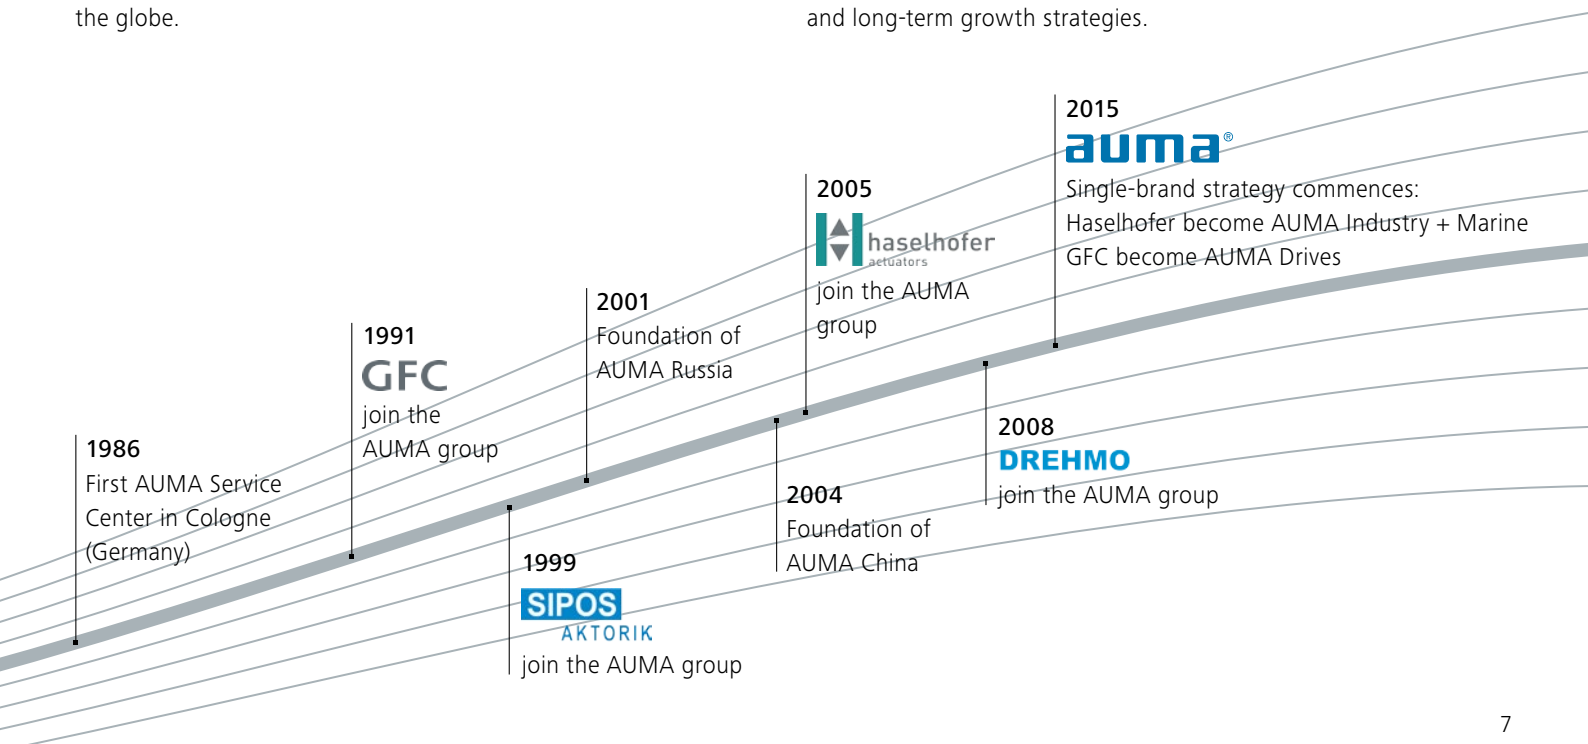 the globe.
and long-term growth strategies.
1986
First AUMA Service
Center in Cologne
(Germany)
1991
GFC
join the
AUMA group
1999
SIPOS
AKTORIK
join the AUMA group
2001
Foundation of
AUMA Russia
2004
Foundation of
AUMA China
2005
haselhofer
actuators
join the AUMA
group
2008
DREHMO
join the AUMA group
2015
auma®
Single-brand strategy commences:
Haselhofer become AUMA Industry + Marine
GFC become AUMA Drives
7